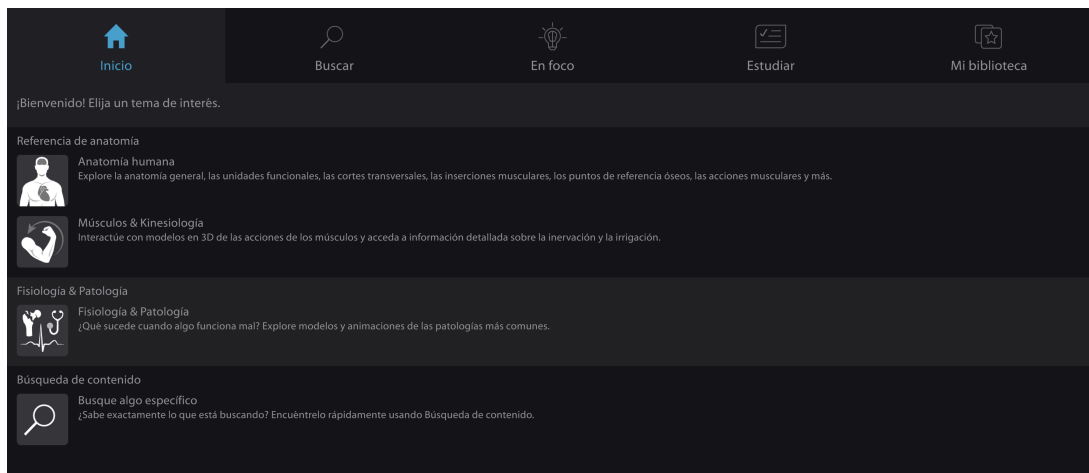 Inicio
Buscar
En foco
Estudiar
Mi biblioteca
¡Bienvenido! Elija un tema de interés.
Referencia de anatomía
Anatomía humana
Explore la anatomía general, las unidades funcionales, las cortes transversales, las inserciones musculares, los puntos de referencia óseos, las acciones musculares y más.
Músculos & Kinesiología
Interactúe con modelos en 3D de las acciones de los músculos y acceda a información detallada sobre la inervación y la irrigación.
Fisiología & Patología
Fisiología & Patología
¿Qué sucede cuando algo funciona mal? Explore modelos y animaciones de las patologías más comunes.
Búsqueda de contenido
Busque algo específico
¿Sabe exactamente lo que está buscando? Encuéntrelo rápidamente usando Búsqueda de contenido.